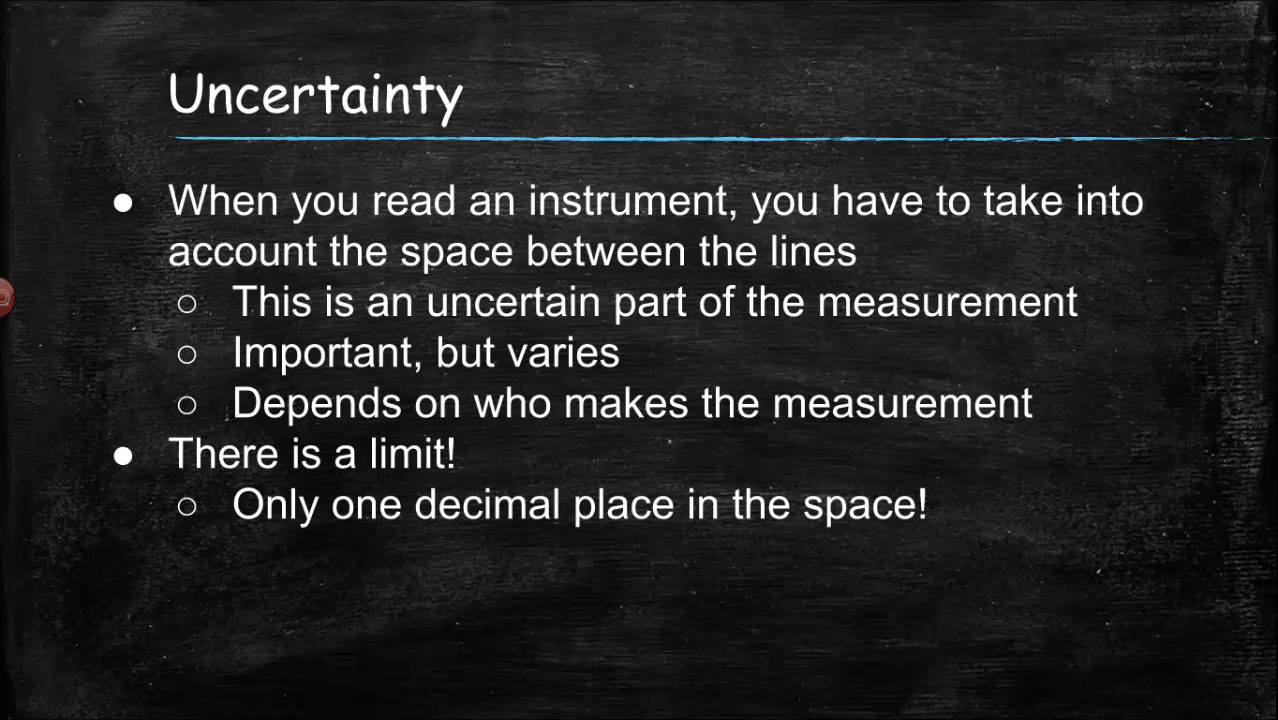 Uncertainty
● When you read an instrument, you have to take into
account the space between the lines
○ This is an uncertain part of the measurement
○ Important, but varies
○ Depends on who makes the measurement
● There is a limit!
○ Only one decimal place in the space!